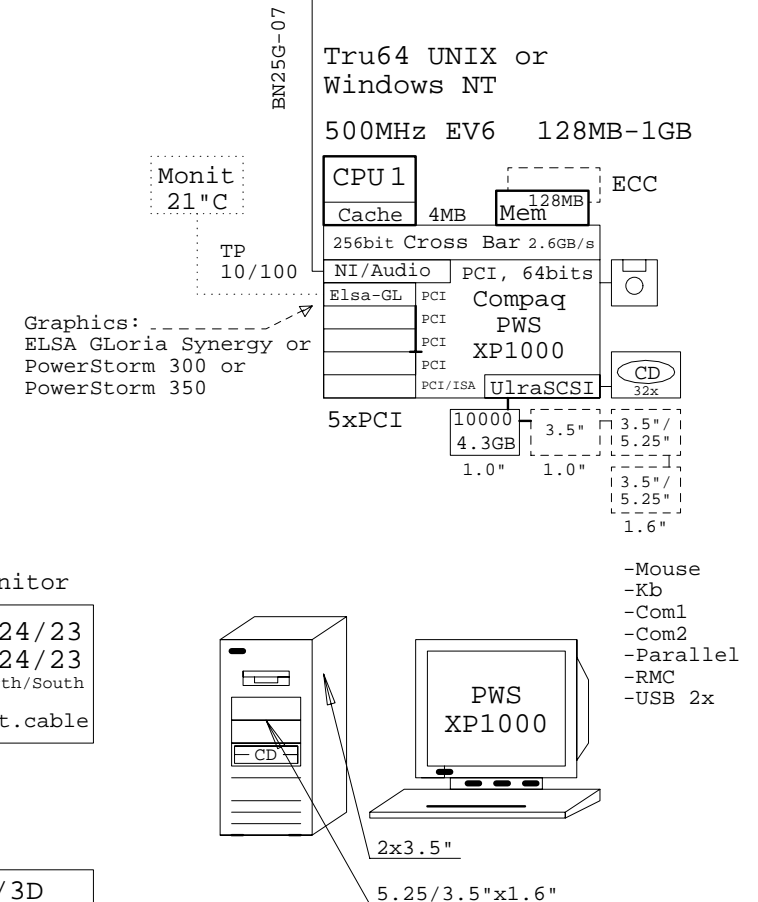 BN25G-07
Tru64 UNIX or
Windows NT
500MHz EV6 128MB-1GB
Monit
21"C
CPU 1
128MB
ECC
Cache 4MB Mem
256bit Cross Bar 2.6GB/s
TP
10/100
NI/Audio PCI, 64bits
Elsa-GL PCI
Compaq
PCI
PWS
PCI
XP1000
PCI
PCI/ISA UlraSCSI
CD
32x
Graphics:
ELSA GLoria Synergy or
PowerStorm 300 or
PowerStorm 350
5xPCI
10000
4.3GB
1.0"
3.5"
1.0"
3.5"/
5.25"
3.5"/
5.25"
1.6"
-Mouse
-Kb
-Com1
-Com2
-Parallel
-RMC
-USB 2x
nitor
24/23
24/23
th/South
t.cable
CD
PWS
XP1000
2x3.5"
5.25/3.5"x1.6"
/3D